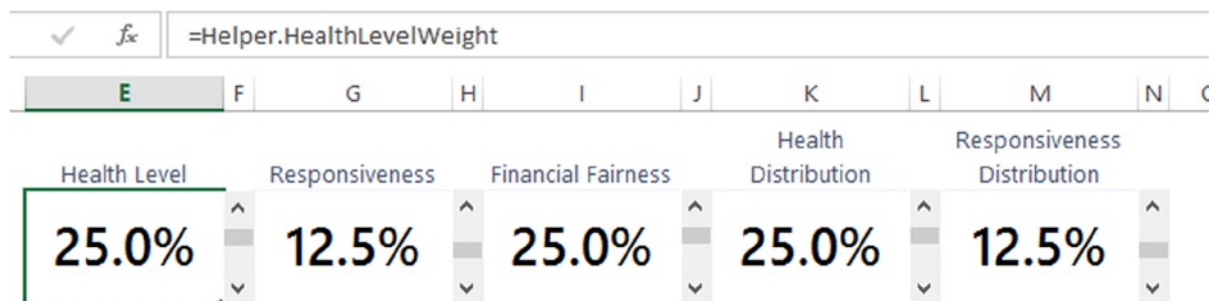 fx =Helper.HealthLevelWeight
E F G H I J K L M N
Health Level Responsiveness Financial Fairness Health Distribution Responsiveness Distribution
25.0% 12.5% 25.0% 25.0% 12.5%